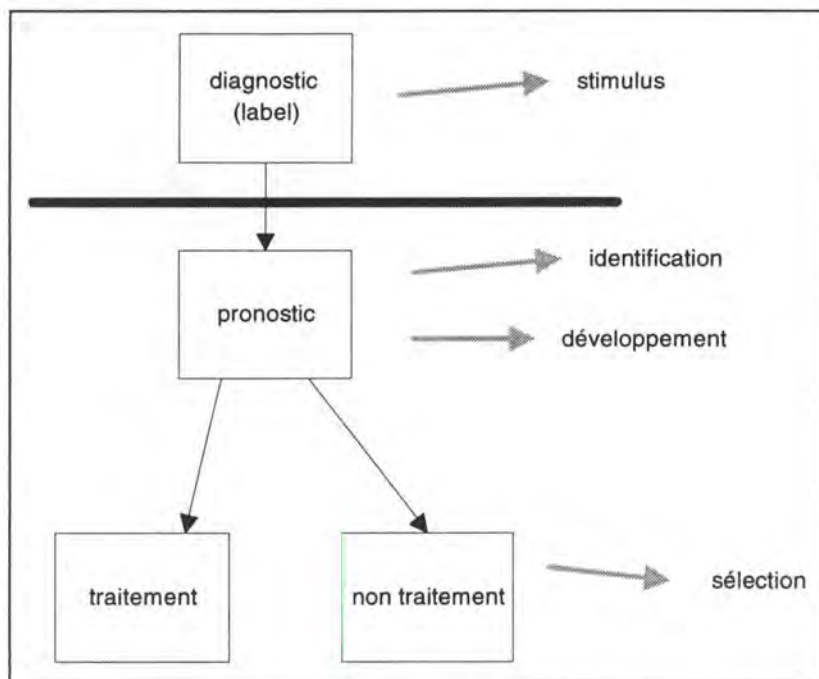 diagnostic
(label)
stimulus
identification
pronostic
développement
traitement
non traitement
sélection